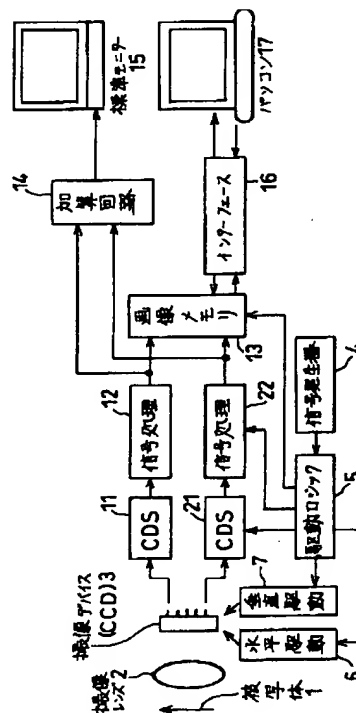 標準モニター
15
パソコン17
14
加算回路
インターフェース
16
画像メモリ
13
12
信号処理
信号処理
22
11
CDS
21
CDS
撮像デバイス
(CCD)3
撮像
レンズ2
被写体1
信号発生器
4
駆動ロジック
5
7
垂直駆動
水平駆動
6